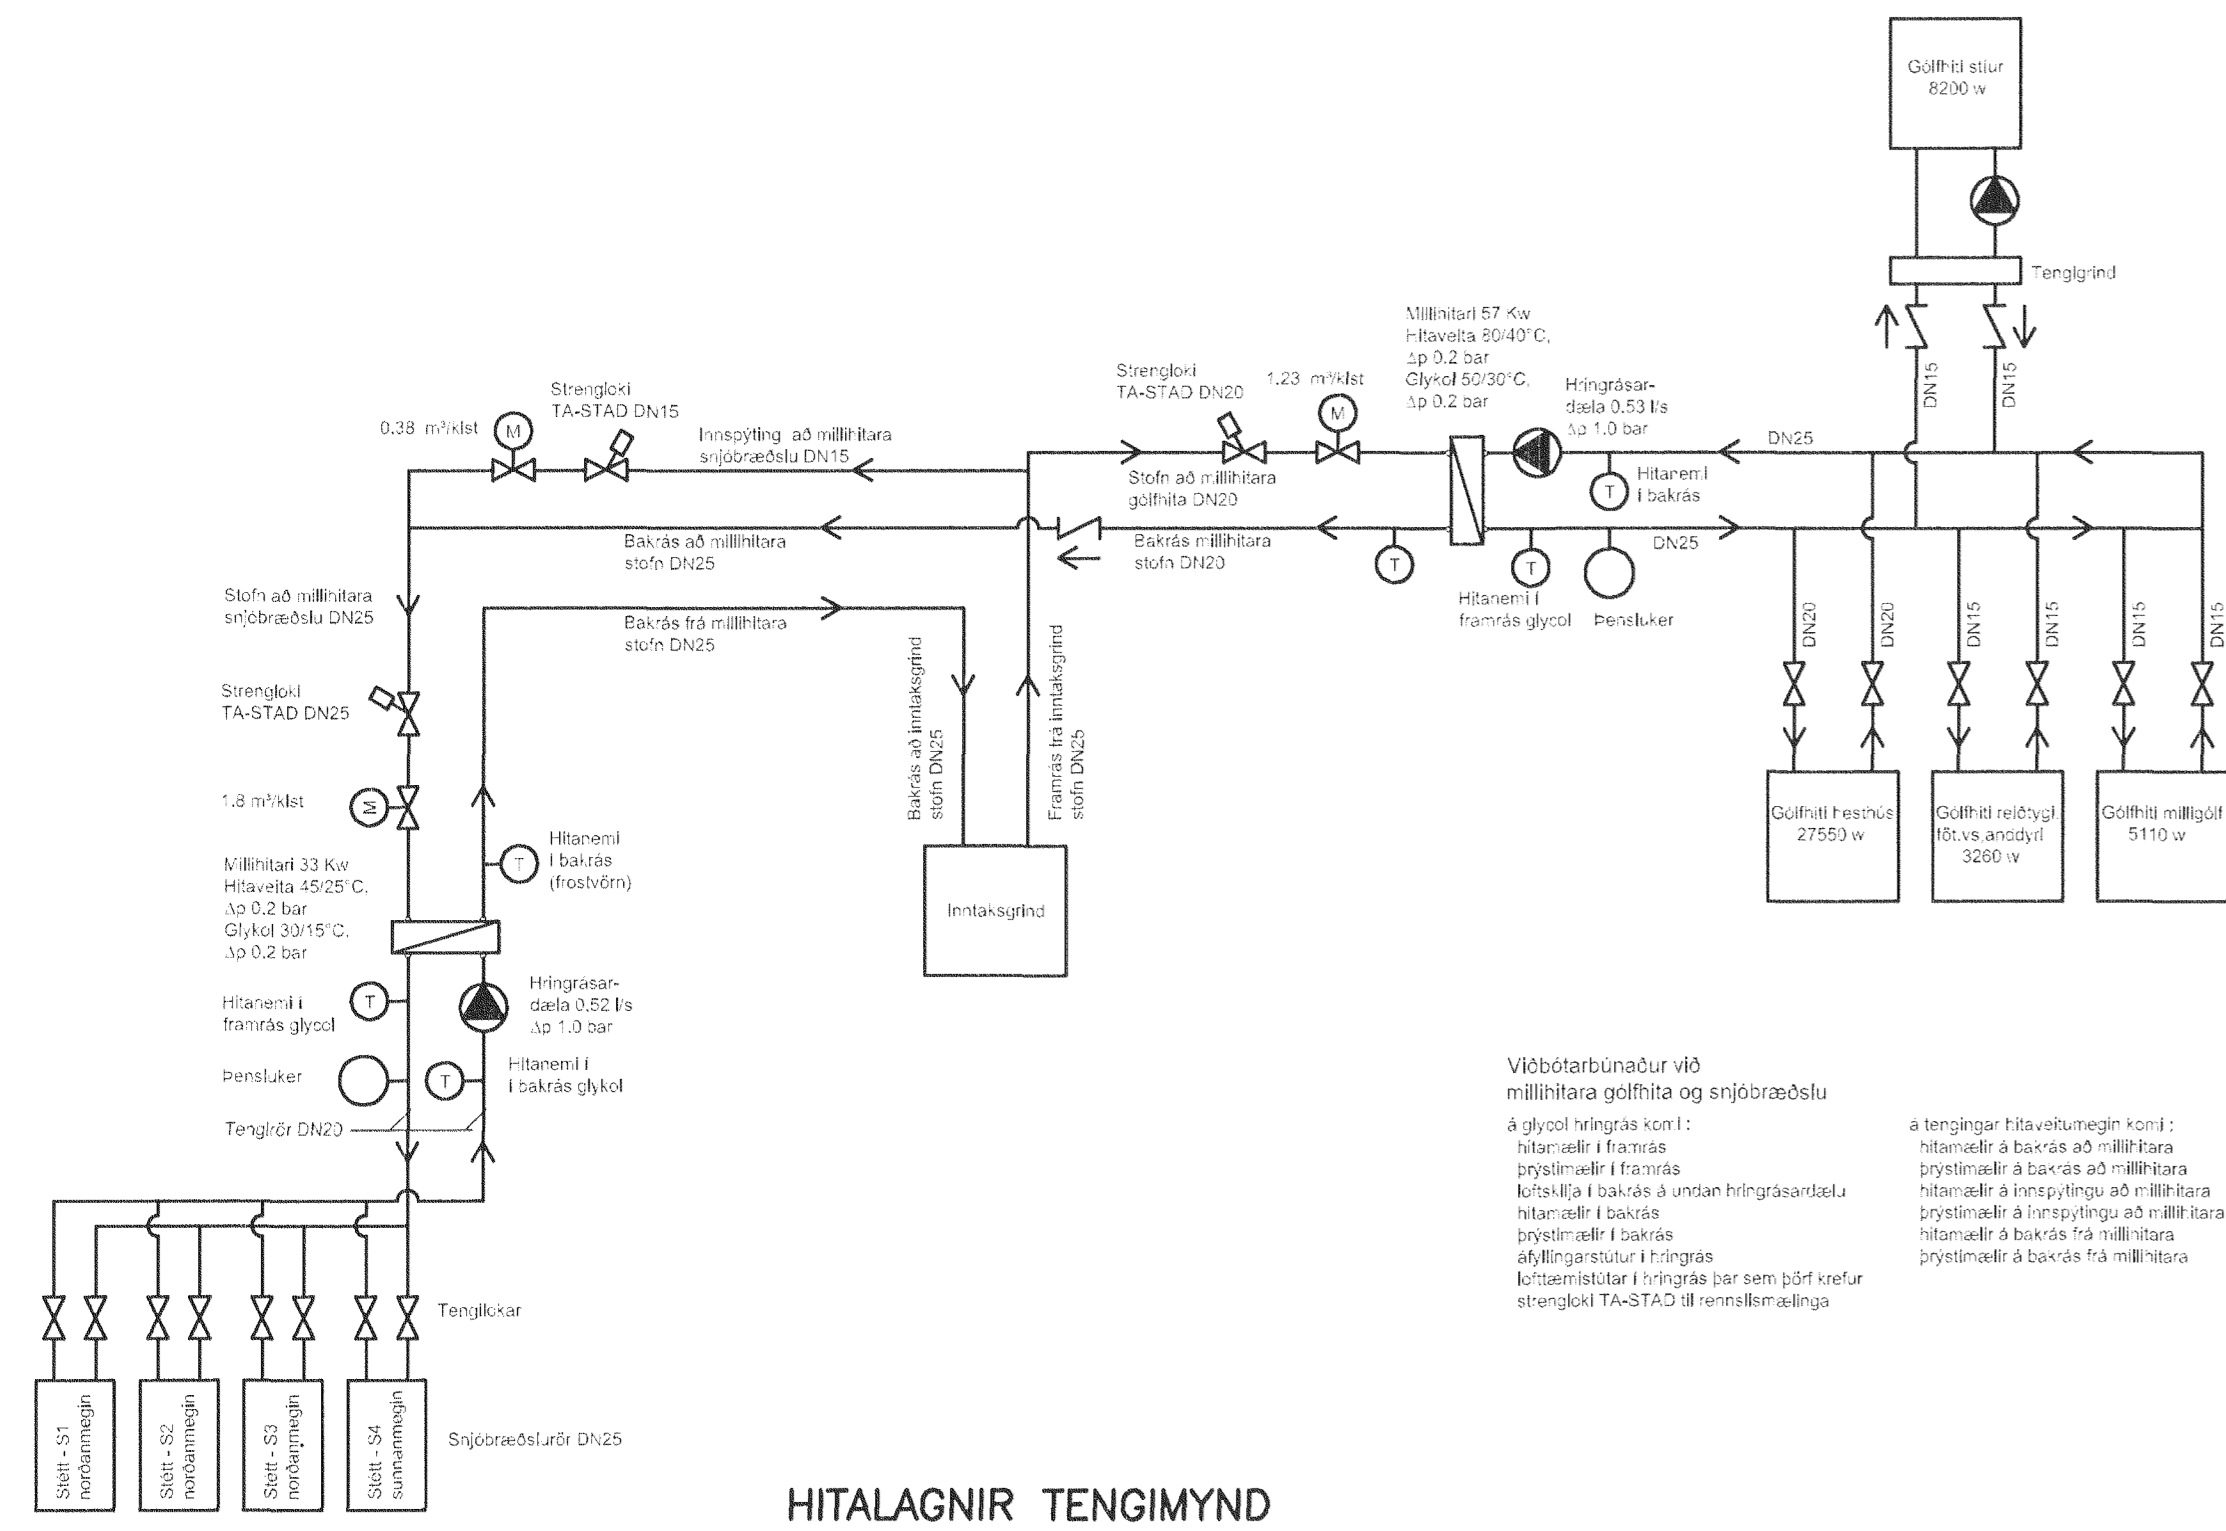 Gólfhiti stíur
8200 w
Tengigrind
DN15
DN15
Millihitari 57 Kw
Hitaveita 80/40°C,
Δp 0.2 bar
Glykol 50/30°C,
Δp 0.2 bar
Strengloki
TA-STAD DN20
1.23 m³/klst
M
Hringrásar-
dæla 0.53 l/s
Δp 1.0 bar
DN25
Hitanemi
í bakrás
T
Stofn að millihitara
gólfhita DN20
Bakrás millihitara
stofn DN20
T
T
Hitanemi í
framrás glycol
Þensluker
DN25
DN20
DN20
DN15
DN15
DN15
DN15
Gólfhiti hesthús
27550 w
Gólfhiti reiðtygi,
föt.vs,anddyri
3260 w
Gólfhiti milligólf
5110 w
Strengloki
TA-STAD DN15
0.38 m³/klst
M
Innspýting að millihitara
snjóbræðslu DN15
Bakrás að millihitara
stofn DN25
Stofn að millihitara
snjóbræðslu DN25
Bakrás frá millihitara
stofn DN25
Bakrás að inntaksgrind
stofn DN25
Framrás frá inntaksgrind
stofn DN25
Inntaksgrind
Strengloki
TA-STAD DN25
1.8 m³/klst
M
Hitanemi
í bakrás
(frostvörn)
T
Millihitari 33 Kw
Hitaveita 45/25°C,
Δp 0.2 bar
Glykol 30/15°C,
Δp 0.2 bar
Hringrásar-
dæla 0.52 l/s
Δp 1.0 bar
Hitanemi í
framrás glycol
T
Þensluker
T
Hitanemi í
í bakrás glykol
Tengirör DN20
Tengilokar
Stétt - S1
norðanmegin
Stétt - S2
norðanmegin
Stétt - S3
norðanmegin
Stétt - S4
sunnanmegin
Snjóbræðslurör DN25
Viðbótarbúnaður við
millihitara gólfhita og snjóbræðslu
á glycol hringrás komi :
hitamælir í framrás
þrýstimælir í framrás
loftskilja í bakrás á undan hringrásardælu
hitamælir í bakrás
þrýstimælir í bakrás
áfyllingarstútur í hringrás
lofttæmistútar í hringrás þar sem þörf krefur
strengloki TA-STAD til rennslismælinga
á tengingar hitaveitumegin komi :
hitamælir á bakrás að millihitara
þrýstimælir á bakrás að millihitara
hitamælir á innspýtingu að millihitara
þrýstimælir á innspýtingu að millihitara
hitamælir á bakrás frá millihitara
þrýstimælir á bakrás frá millihitara
HITALAGNIR TENGIMYND